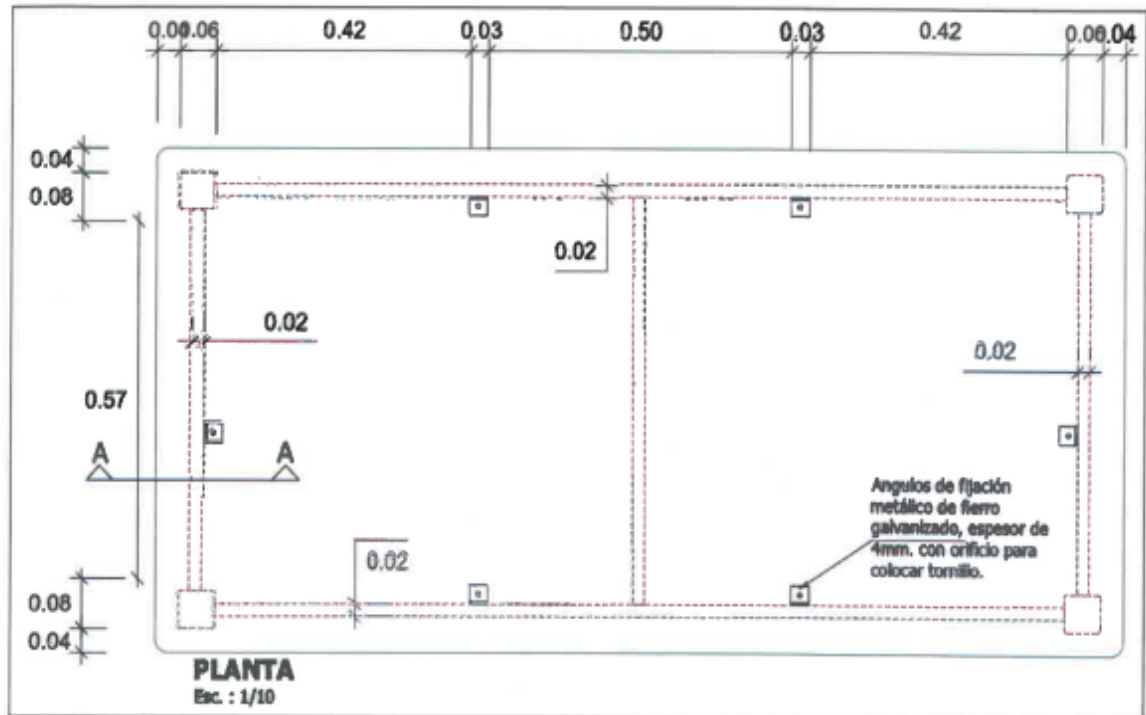 0.06 0.42 0.03 0.50 0.03 0.42 0.06 0.04
0.04
0.08
0.02
0.02
0.02
0.57
A A
Angulos de fijación
metálico de fierro
galvanizado, espesor de
4mm. con orificio para
colocar tornillo.
0.02
0.08
0.04
PLANTA
Esc. : 1/10